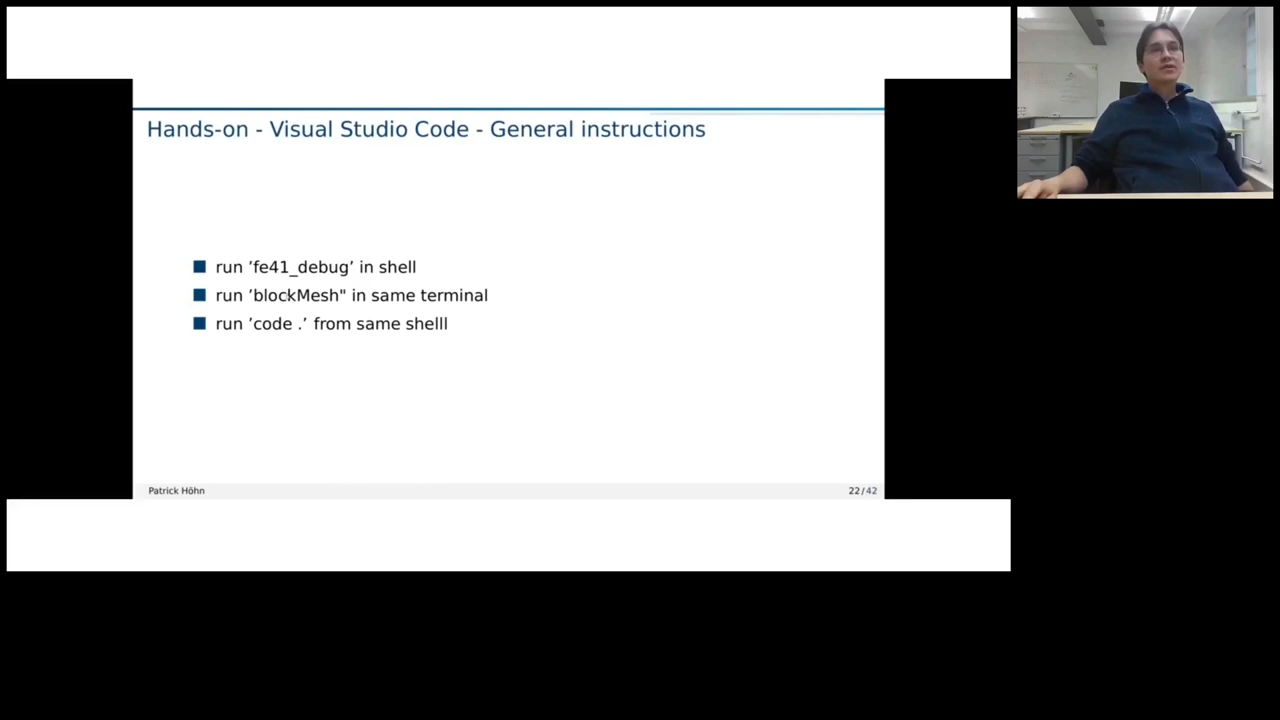 Hands-on - Visual Studio Code - General instructions
run ’fe41_debug’ in shell
run ’blockMesh" in same terminal
run ’code .’ from same shelll
Patrick Höhn
22/42